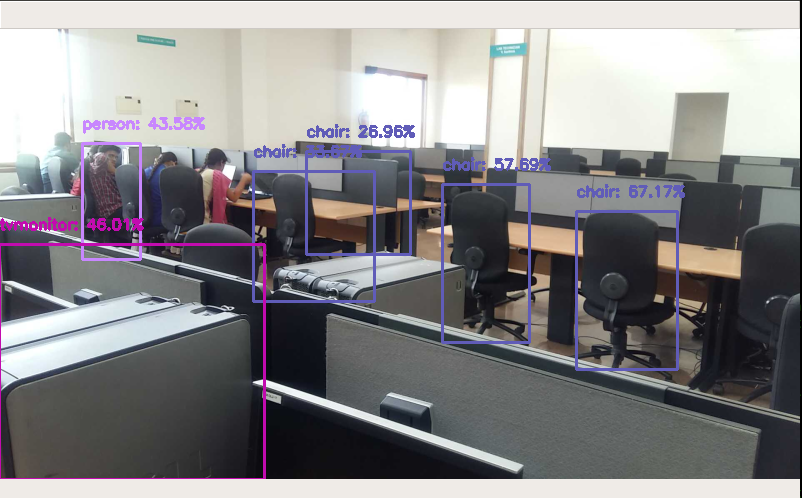 person: 43.58%
chair: 26.96%
chair:
chair: 57.69%
chair: 67.17%
tvmonitor: 46.01%